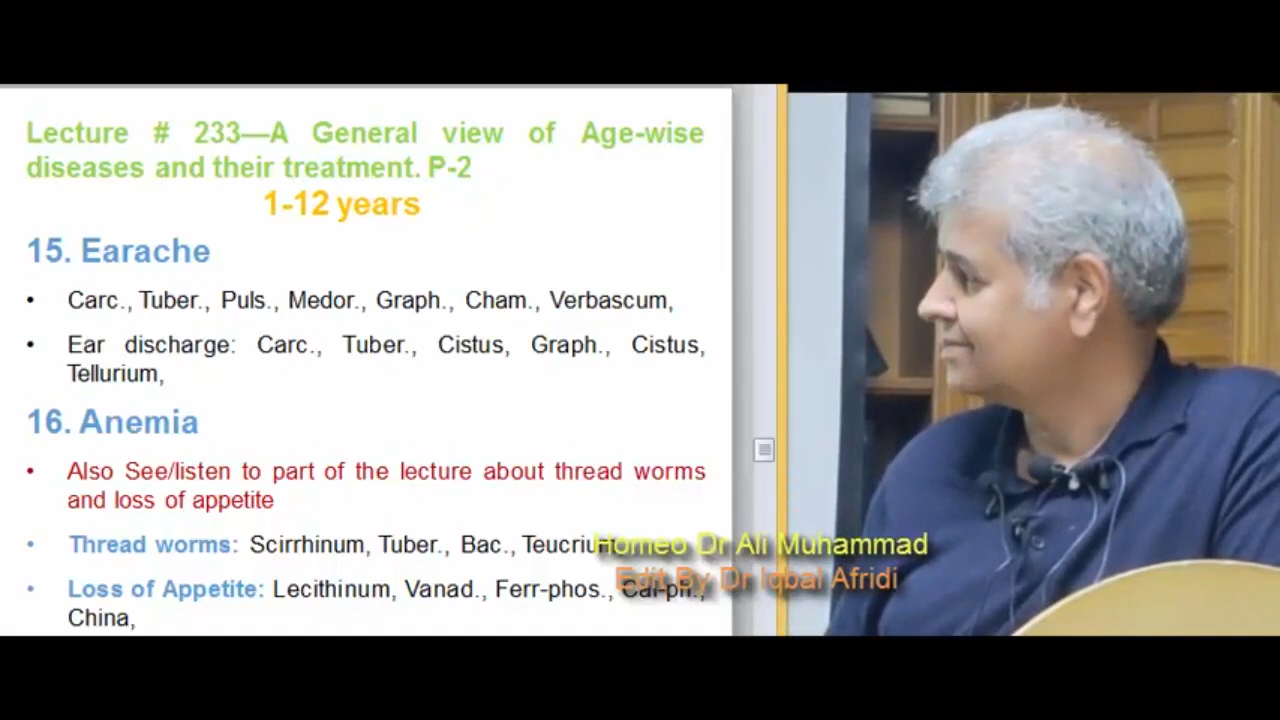 Lecture # 233—A General view of Age-wise
diseases and their treatment. P-2
1-12 years
15. Earache
• Carc., Tuber., Puls., Medor., Graph., Cham., Verbascum,
• Ear discharge: Carc., Tuber., Cistus, Graph., Cistus,
Tellurium,
16. Anemia
• Also See/listen to part of the lecture about thread worms
and loss of appetite
• Thread worms: Scirrhinum, Tuber., Bac.,
Homeo Dr Ali Muhammad
Edit By Dr Iqbal Afridi
• Loss of Appetite: Lecithinum, Vanad., Ferr-phos.,
China,